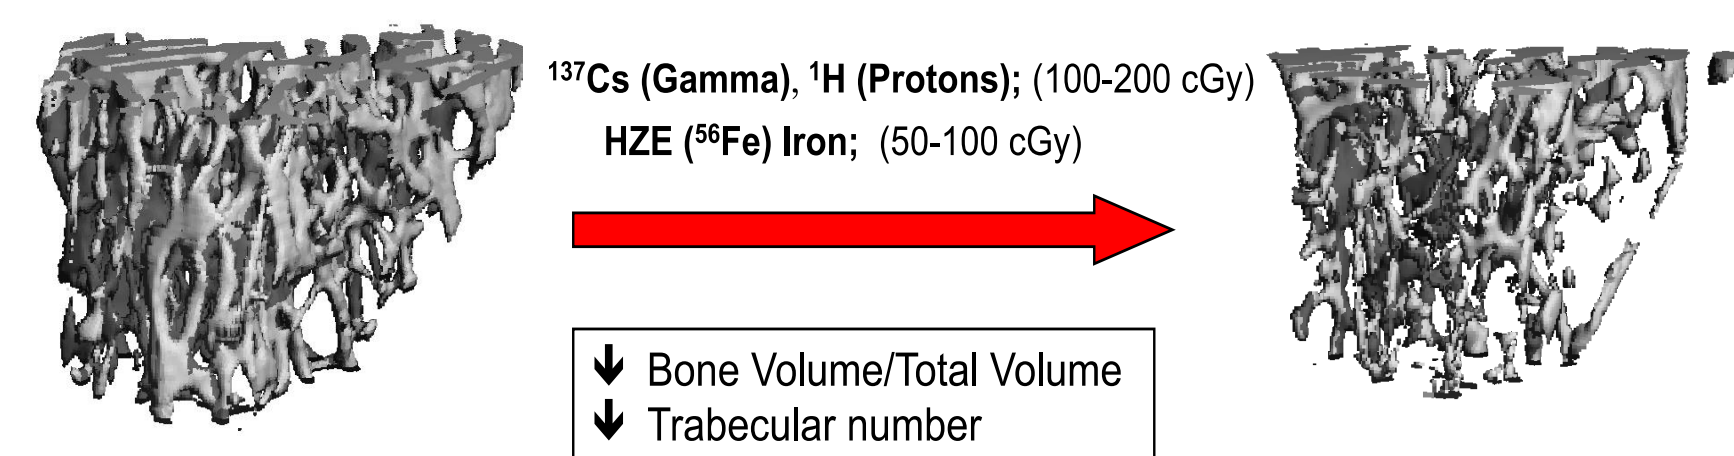 ¹³⁷Cs (Gamma), ¹H (Protons); (100-200 cGy)
HZE (⁵⁶Fe) Iron; (50-100 cGy)
🡻 Bone Volume/Total Volume
🡻 Trabecular number